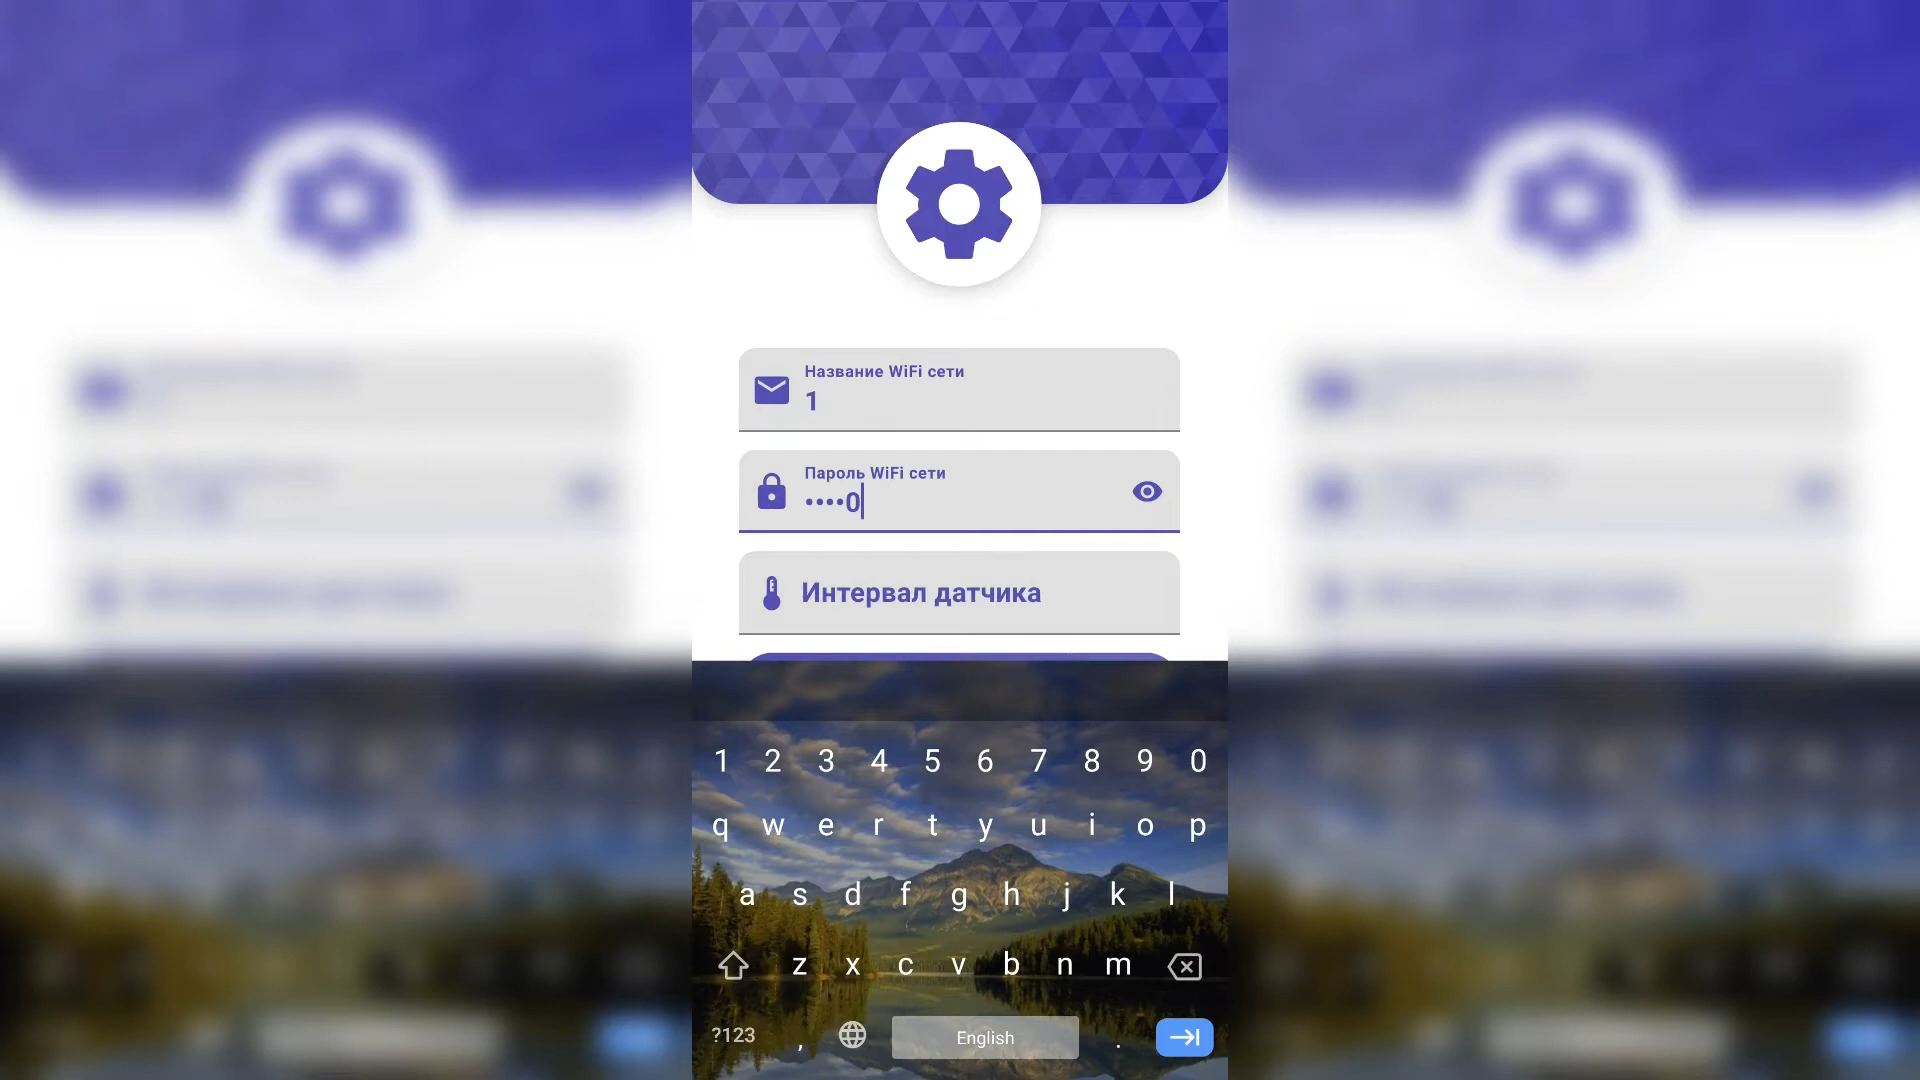 Название WiFi сети
1
Пароль WiFi сети
••••0
Интервал датчика
1 2 3 4 5 6 7 8 9 0
q w e r t y u i o p
a s d f g h j k l
z x c v b n m
?123 , English .